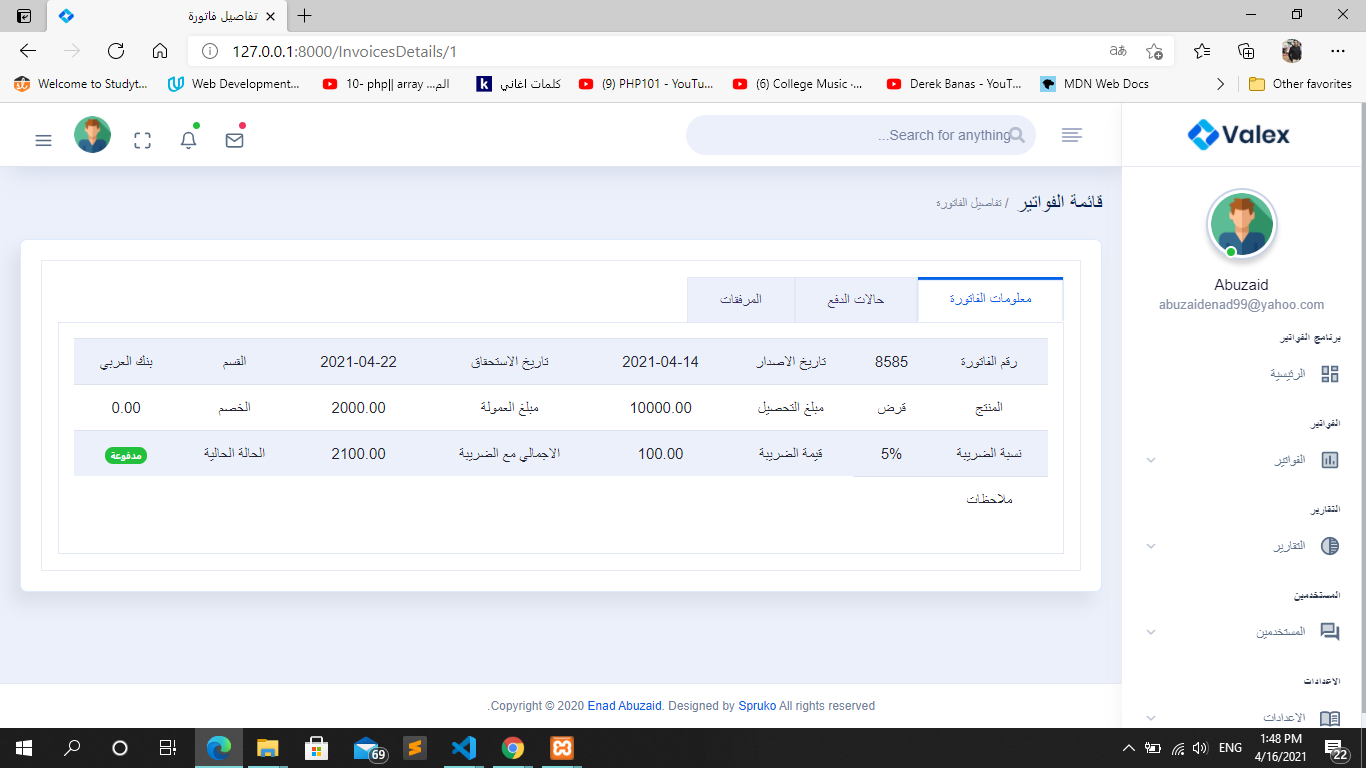 تفاصيل فاتورة
127.0.0.1:8000/InvoicesDetails/1
Welcome to Studyt...
Web Development...
10- php|| array ...الم
كلمات اغاني
(9) PHP101 - YouTu...
(6) College Music -...
Derek Banas - YouT...
MDN Web Docs
Other favorites
...Search for anything
Valex
قائمة الفواتير / تفاصيل الفاتورة
معلومات الفاتورة
حالات الدفع
المرفقات
رقم الفاتورة 8585 تاريخ الاصدار 2021-04-14 تاريخ الاستحقاق 2021-04-22 القسم بنك العربي
المنتج قرض مبلغ التحصيل 10000.00 مبلغ العمولة 2000.00 الخصم 0.00
نسبة الضريبة 5% قيمة الضريبة 100.00 الاجمالي مع الضريبة 2100.00 الحالة الحالية مدفوعة
ملاحظات
Abuzaid
abuzaidenad99@yahoo.com
برنامج الفواتير
الرئيسية
الفواتير
الفواتير
التقارير
التقارير
المستخدمين
المستخدمين
الاعدادات
الاعدادات
.Copyright © 2020 Enad Abuzaid. Designed by Spruko All rights reserved
69
ENG
1:48 PM
4/16/2021
22